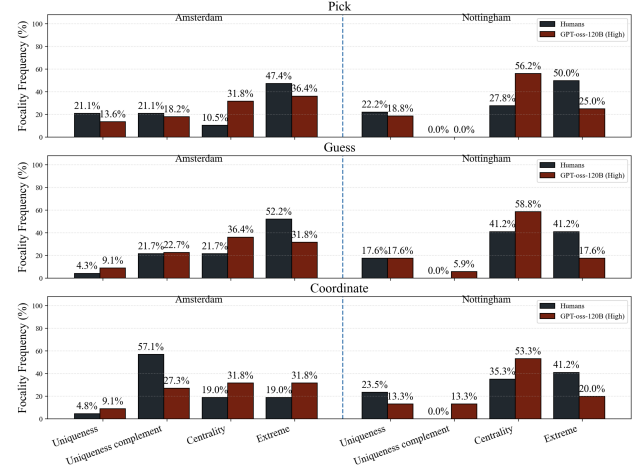 Pick
Focality Frequency (%)
100
80
60
40
20
0
Amsterdam
Nottingham
Humans
GPT-oss-120B (High)
21.1%
13.6%
21.1%
18.2%
10.5%
31.8%
47.4%
36.4%
22.2%
18.8%
0.0%
0.0%
27.8%
56.2%
50.0%
25.0%
Guess
Focality Frequency (%)
100
80
60
40
20
0
Amsterdam
Nottingham
Humans
GPT-oss-120B (High)
4.3%
9.1%
21.7%
22.7%
21.7%
36.4%
52.2%
31.8%
17.6%
17.6%
0.0%
5.9%
41.2%
58.8%
41.2%
17.6%
Coordinate
Focality Frequency (%)
100
80
60
40
20
0
Amsterdam
Nottingham
Humans
GPT-oss-120B (High)
4.8%
9.1%
57.1%
27.3%
19.0%
31.8%
19.0%
31.8%
23.5%
13.3%
0.0%
13.3%
35.3%
53.3%
41.2%
20.0%
Uniqueness
Uniqueness complement
Centrality
Extreme
Uniqueness
Uniqueness complement
Centrality
Extreme